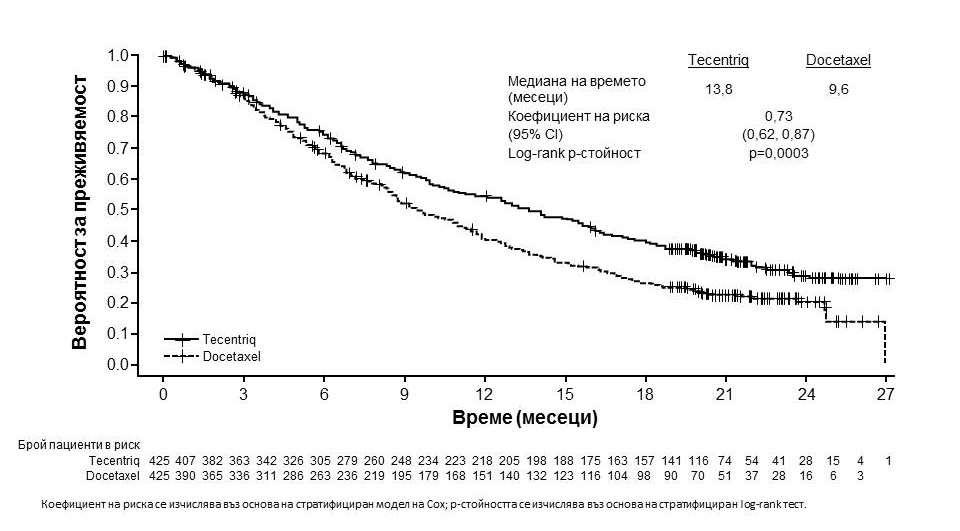 Tecentriq Docetaxel
Медиана на времето
(месеци) 13,8 9,6
Коефициент на риска 0,73
(95% CI) (0,62, 0,87)
Log-rank р-стойност p=0,0003
Вероятност за преживяемост
1.0
0.9
0.8
0.7
0.6
0.5
0.4
0.3
0.2
0.1
0.0
Tecentriq
Docetaxel
0 3 6 9 12 15 18 21 24 27
Време (месеци)
Брой пациенти в риск
Tecentriq 425 407 382 363 342 326 305 279 260 248 234 223 218 205 198 188 175 163 157 141 116 74 54 41 28 15 4 1
Docetaxel 425 390 365 336 311 286 263 236 219 195 179 168 151 140 132 123 116 104 98 90 70 51 37 28 16 6 3
Коефициент на риска се изчислява въз основа на стратифициран модел на Cox; р-стойността се изчислява въз основа на стратифициран log-rank тест.